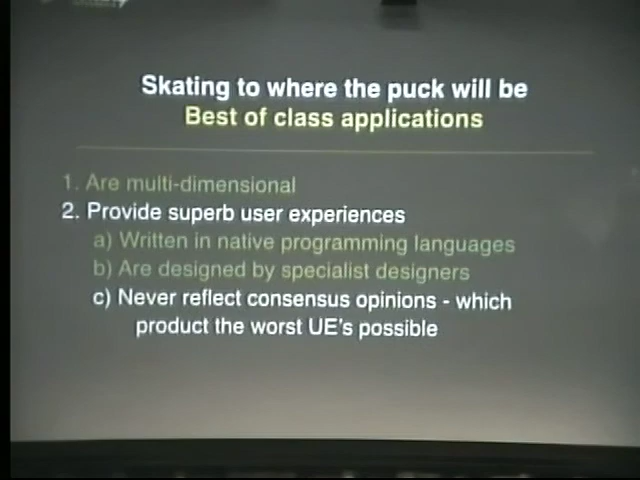 Skating to where the puck will be
Best of class applications
1. Are multi-dimensional
2. Provide superb user experiences
a) Written in native programming languages
b) Are designed by specialist designers
c) Never reflect consensus opinions - which
product the worst UE's possible